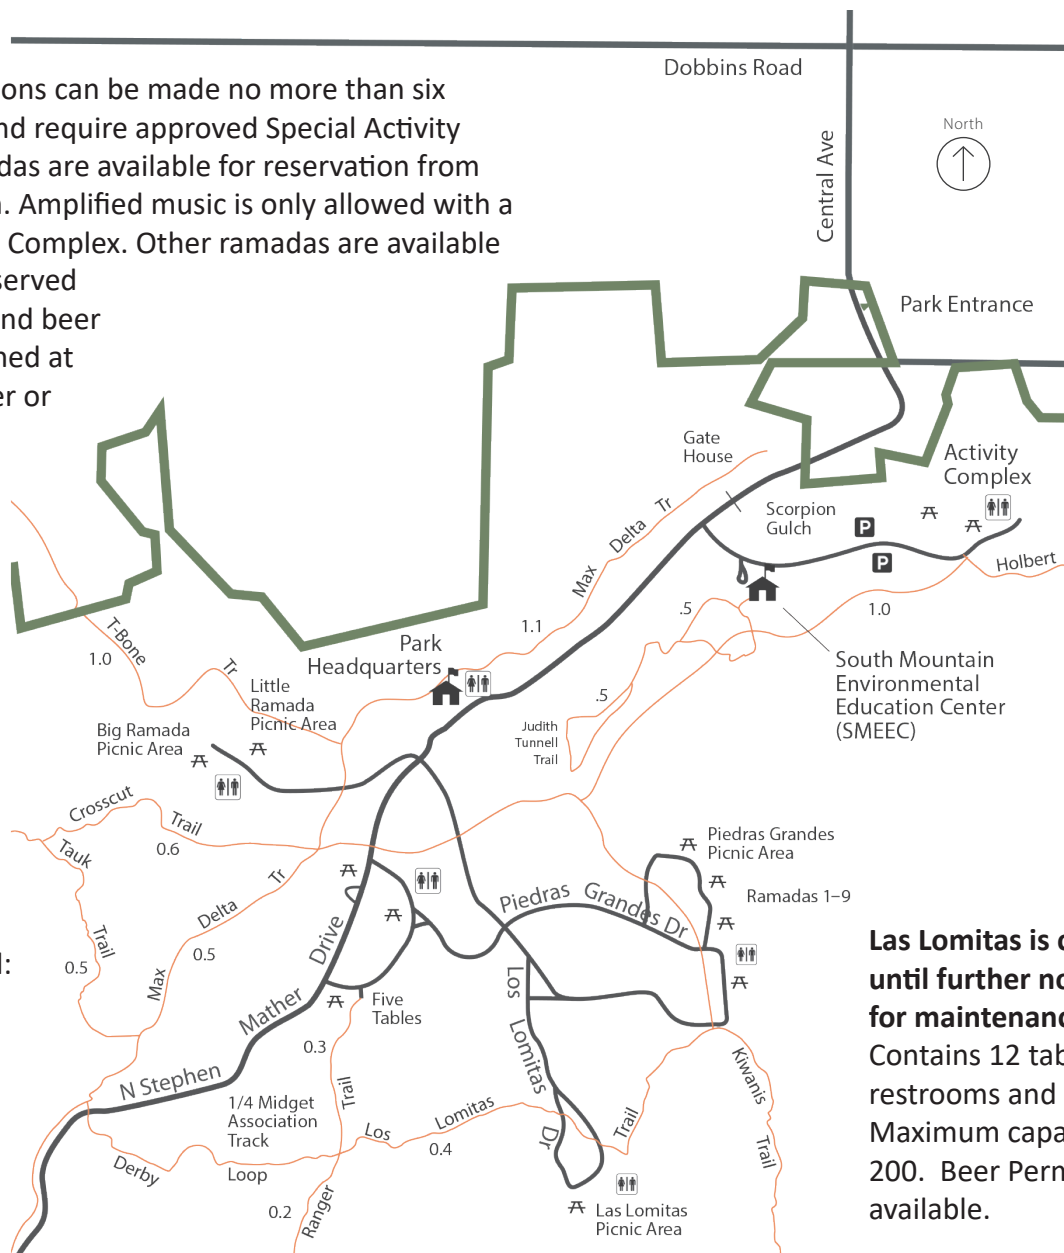 Dobbins Road
ons can be made no more than six
nd require approved Special Activity
das are available for reservation from
. Amplified music is only allowed with a
Complex. Other ramadas are available
served
nd beer
ned at
er or
North
Central Ave
Park Entrance
Gate
House
Activity
Complex
Scorpion
Gulch
P
P
Max Delta Tr
Holbert
1.1
.5
1.0
T-Bone Tr
1.0
Park
Headquarters
South Mountain
Environmental
Education Center
(SMEEC)
Little
Ramada
Picnic Area
.5
Big Ramada
Picnic Area
Judith
Tunnell
Trail
Crosscut Trail
0.6
Piedras Grandes
Picnic Area
Tauk Trail
0.5
Ramadas 1–9
Piedras Grandes Dr
Max Delta Tr
0.5
l:
N Stephen Mather Drive
Five
Tables
Los Lomitas Dr
Las Lomitas is c
until further no
for maintenanc
Contains 12 tab
restrooms and
Maximum capa
200. Beer Perm
available.
0.3
Trail
Kiwanis Trail
1/4 Midget
Association
Track
Los Lomitas Trail
0.4
Derby Loop
0.2
Ranger
Las Lomitas
Picnic Area